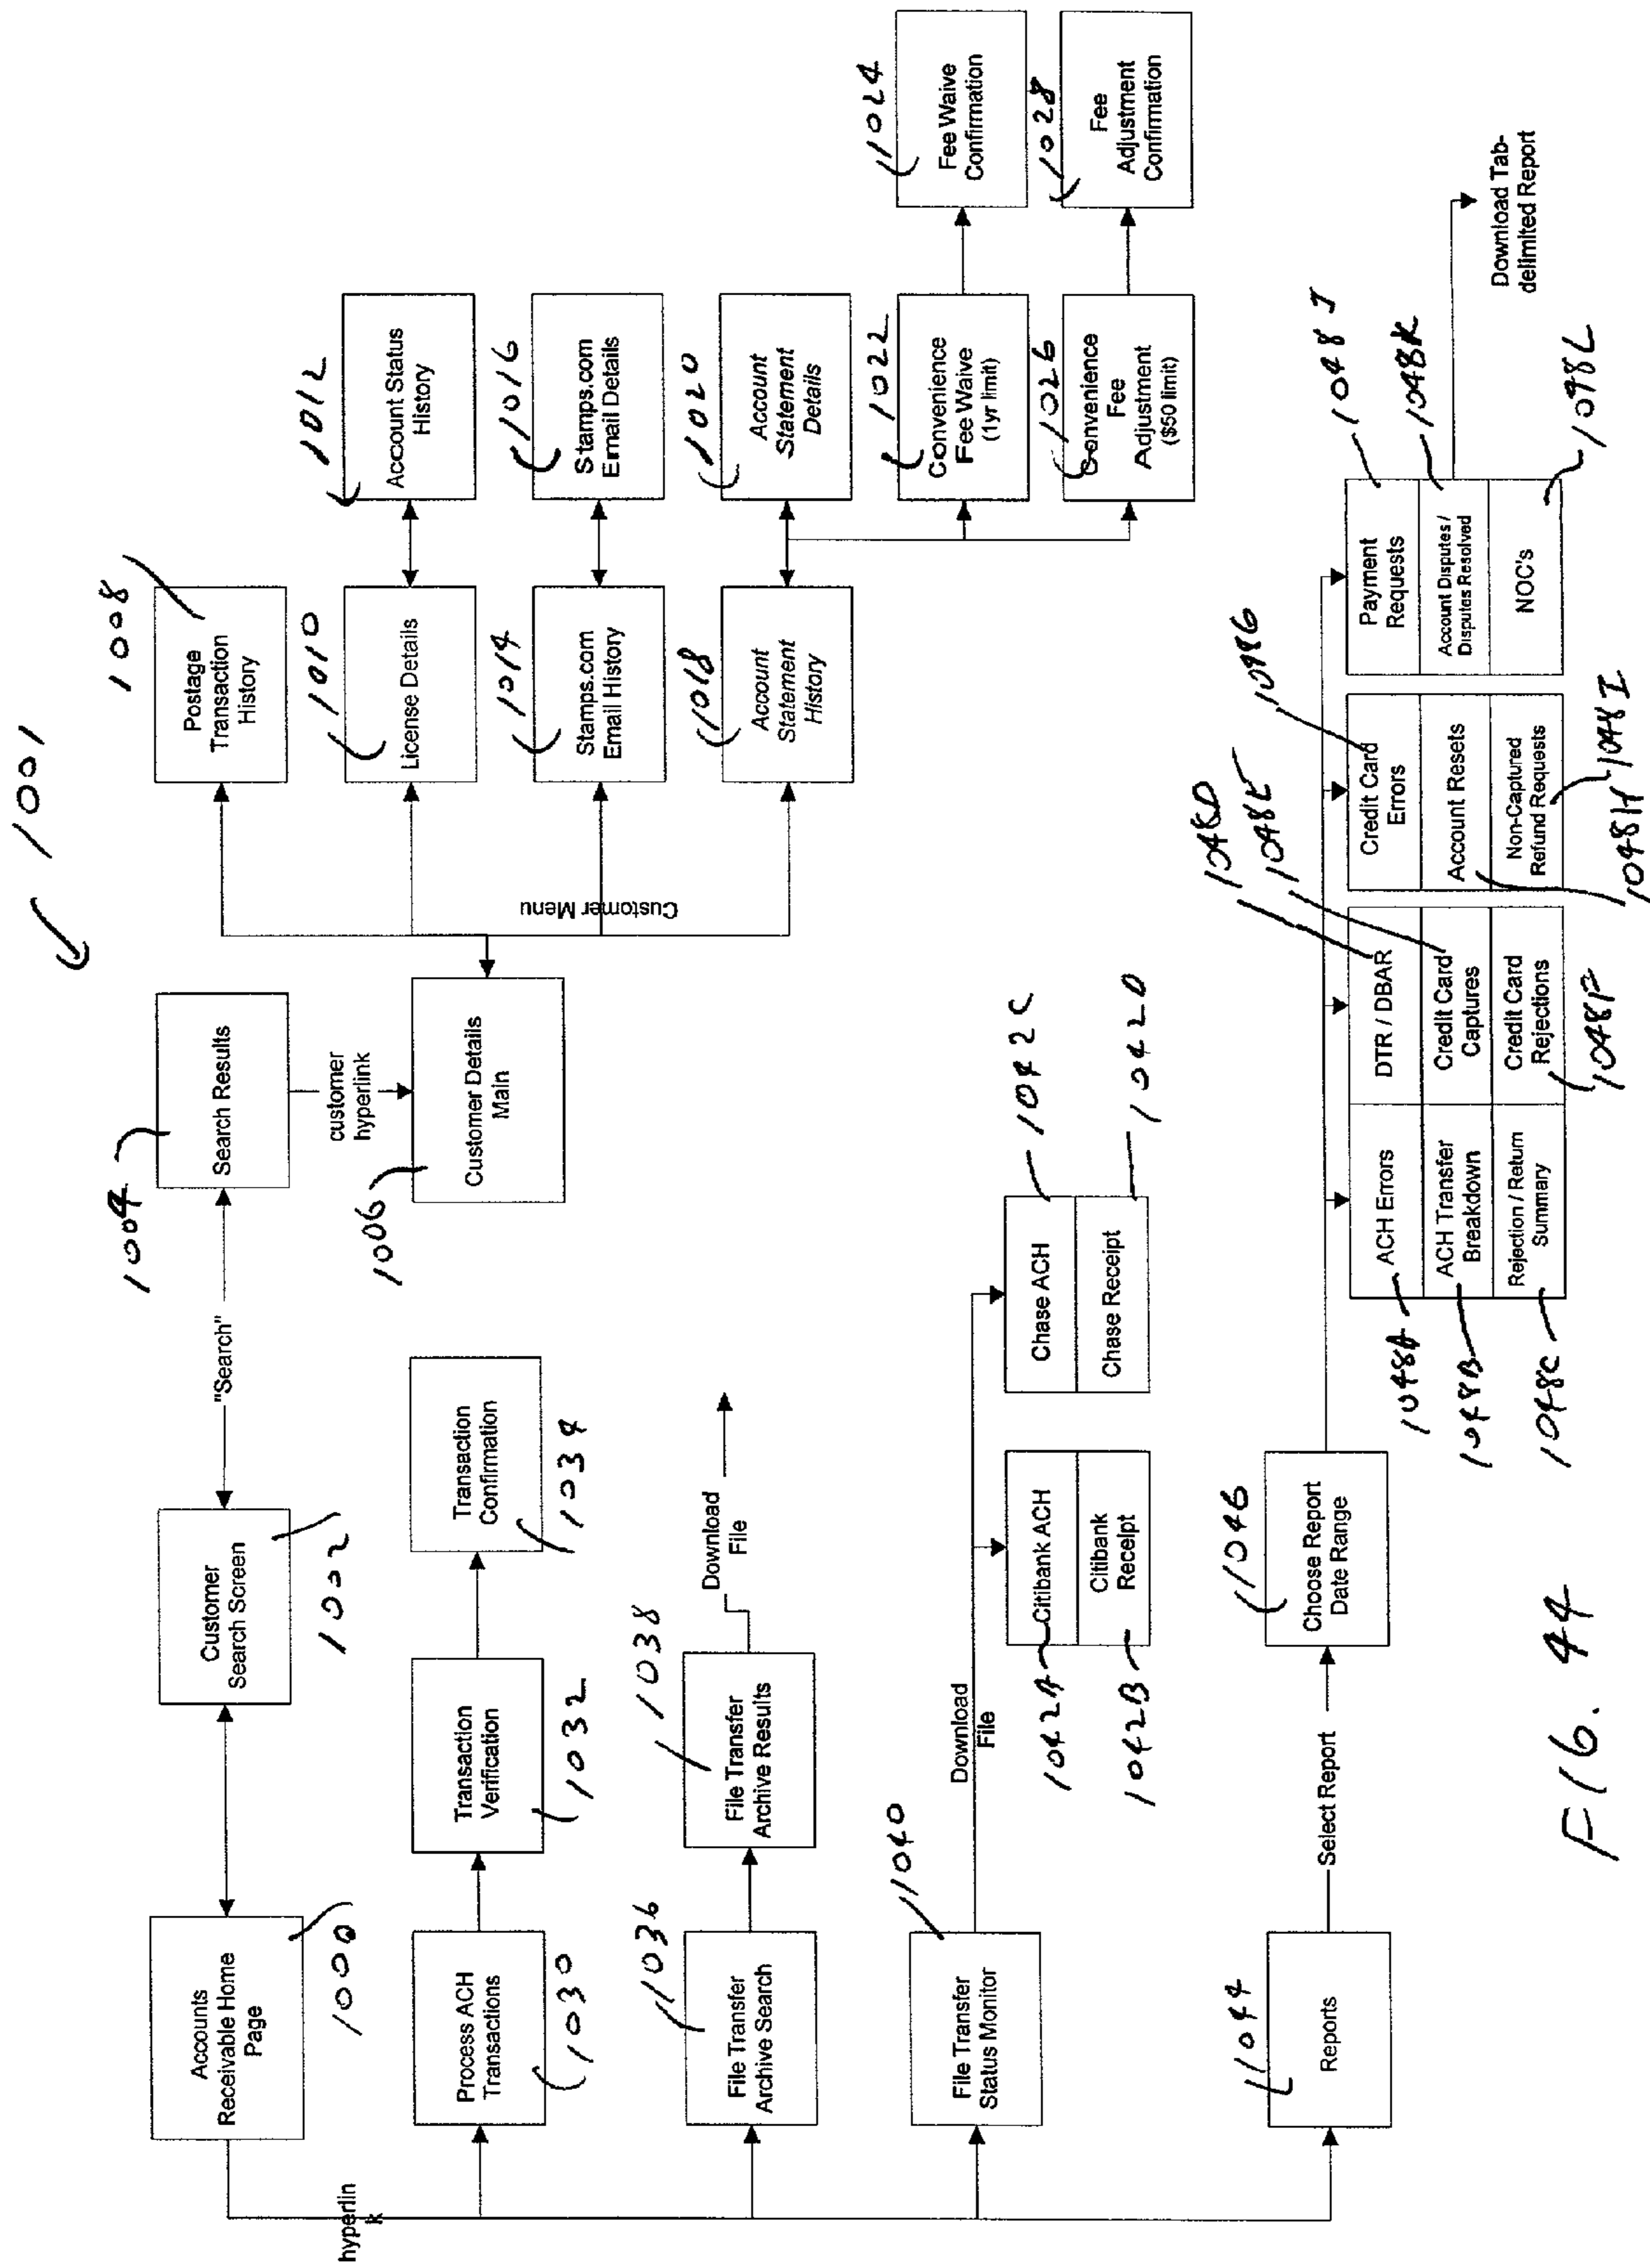 1001
Accounts
Receivable Home
Page
1000
Customer
Search Screen
1002
"Search"
1004
Search Results
customer
hyperlink
1006
Customer Details
Main
Customer Menu
1008
Postage
Transaction
History
1010
License Details
1012
Account Status
History
1014
Stamps.com
Email History
1016
Stamps.com
Email Details
1018
Account
Statement
History
1020
Account
Statement
Details
1022
Convenience
Fee Waive
(1yr limit)
1024
Fee Waive
Confirmation
1026
Convenience
Fee
Adjustment
($50 limit)
1028
Fee
Adjustment
Confirmation
hyperlin
k
Process ACH
Transactions
1030
Transaction
Verification
1032
Transaction
Confirmation
1034
1036
File Transfer
Archive Search
1038
File Transfer
Archive Results
Download
File
1040
File Transfer
Status Monitor
Download
File
1042A
Citibank ACH
1042B
Citibank
Receipt
Chase ACH
1042C
Chase Receipt
1042D
1044
Reports
Select Report
1046
Choose Report
Date Range
1048A
ACH Errors
1048B
ACH Transfer
Breakdown
1048C
Rejection / Return
Summary
1048D
DTR / DBAR
1048E
Credit Card
Captures
Credit Card
Rejections
1048F
1048G
Credit Card
Errors
Account Resets
1048H
Non-Captured
Refund Requests
1048I
Payment
Requests
1048J
Account Disputes /
Disputes Resolved
1048K
NOC's
1048L
Download Tab-
delimited Report
FIG. 44